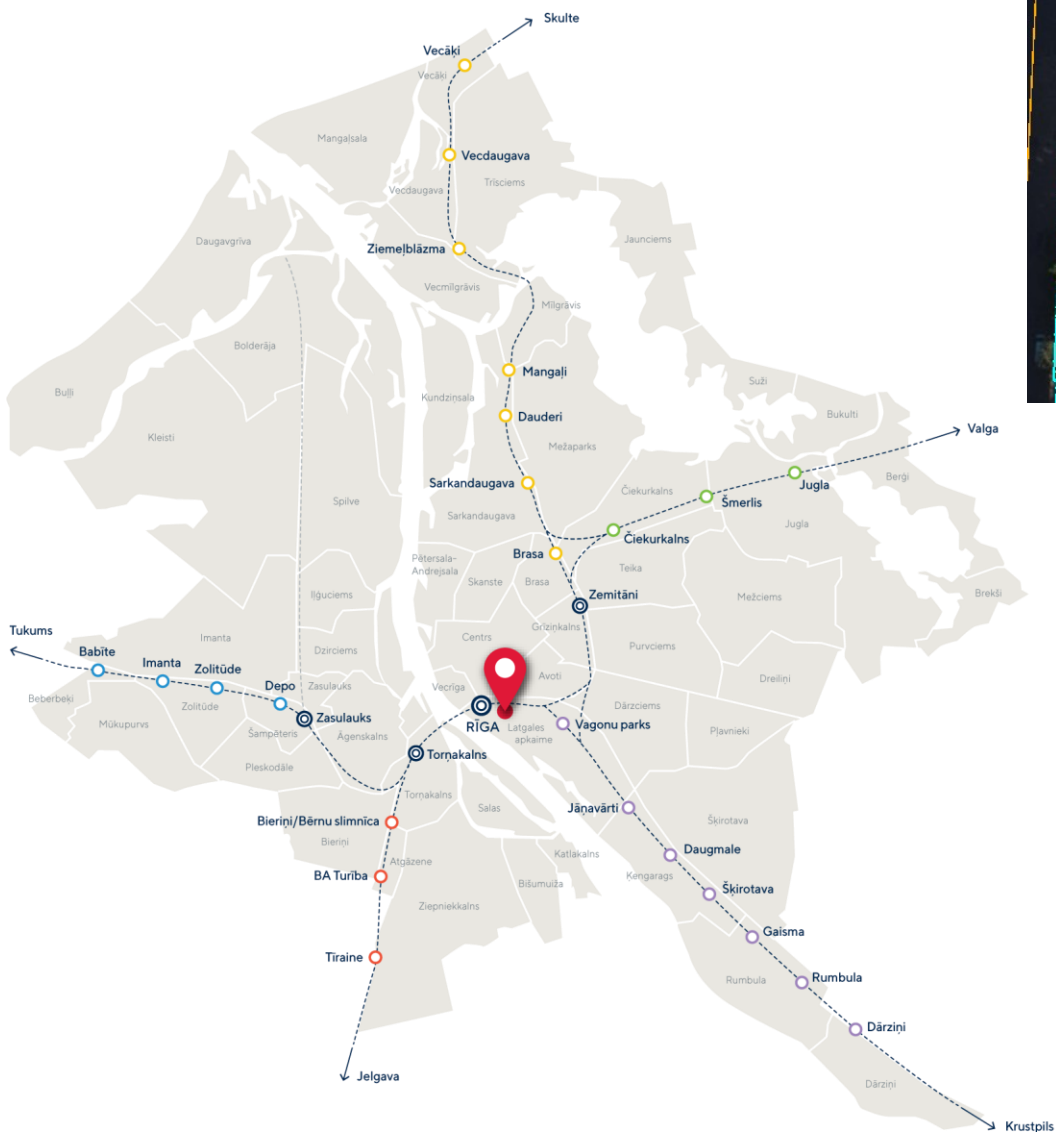 Skulte
Vecāķi
Vecāķi
Mangaļsala
Vecdaugava
Trīsciems
Vecdaugava
Jaunciems
Daugavgrīva
Ziemeļblāzma
Vecmīlgrāvis
Mīlgrāvis
Bolderāja
Mangaļi
Suži
Buļļi
Kundziņsala
Dauderi
Bukulti
Kleisti
Mežaparks
Valga
Berģi
Sarkandaugava
Čiekurkalns
Jugla
Šmerlis
Spilve
Sarkandaugava
Jugla
Čiekurkalns
Pētersala-
Andrejsala
Brasa
Skanste
Brasa
Teika
Iļģuciems
Zemitāni
Mežciems
Brekši
Grīziņkalns
Tukums
Imanta
Centrs
Purvciems
Babīte
Dzirciems
Imanta
Zolitūde
Avoti
Dreiliņi
Depo
Zasulauks
Vecrīga
Beberbeķi
Zolitūde
Dārzciems
Mūkupurvs
Zasulauks
RĪGA
Latgales
apkaime
Vagonu parks
Pļavnieki
Šampēteris
Āgenskalns
Torņakalns
Pleskodāle
Torņakalns
Salas
Jāņavārti
Bieriņi/Bērnu slimnīca
Šķirotava
Bieriņi
Atgāzene
Katlakalns
Daugmale
BA Turība
Bišumuiža
Ķengarags
Šķirotava
Ziepniekkalns
Gaisma
Tīraine
Rumbula
Rumbula
Dārziņi
Jelgava
Dārziņi
Krustpils